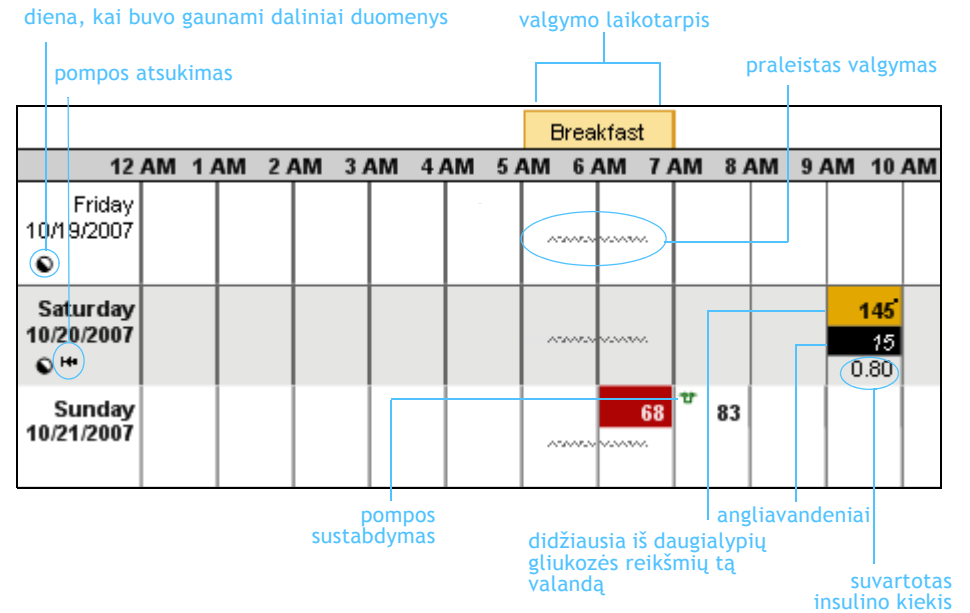 diena, kai buvo gaunami daliniai duomenys
valgymo laikotarpis
pompos atsukimas
praleistas valgymas
Breakfast
12 AM 1 AM 2 AM 3 AM 4 AM 5 AM 6 AM 7 AM 8 AM 9 AM 10 AM
Friday
10/19/2007
Saturday
10/20/2007
145
15
0.80
Sunday
10/21/2007
68
83
pompos
sustabdymas
didžiausia iš daugialypių
gliukozės reikšmių tą
valandą
angliavandeniai
suvartotas
insulino kiekis